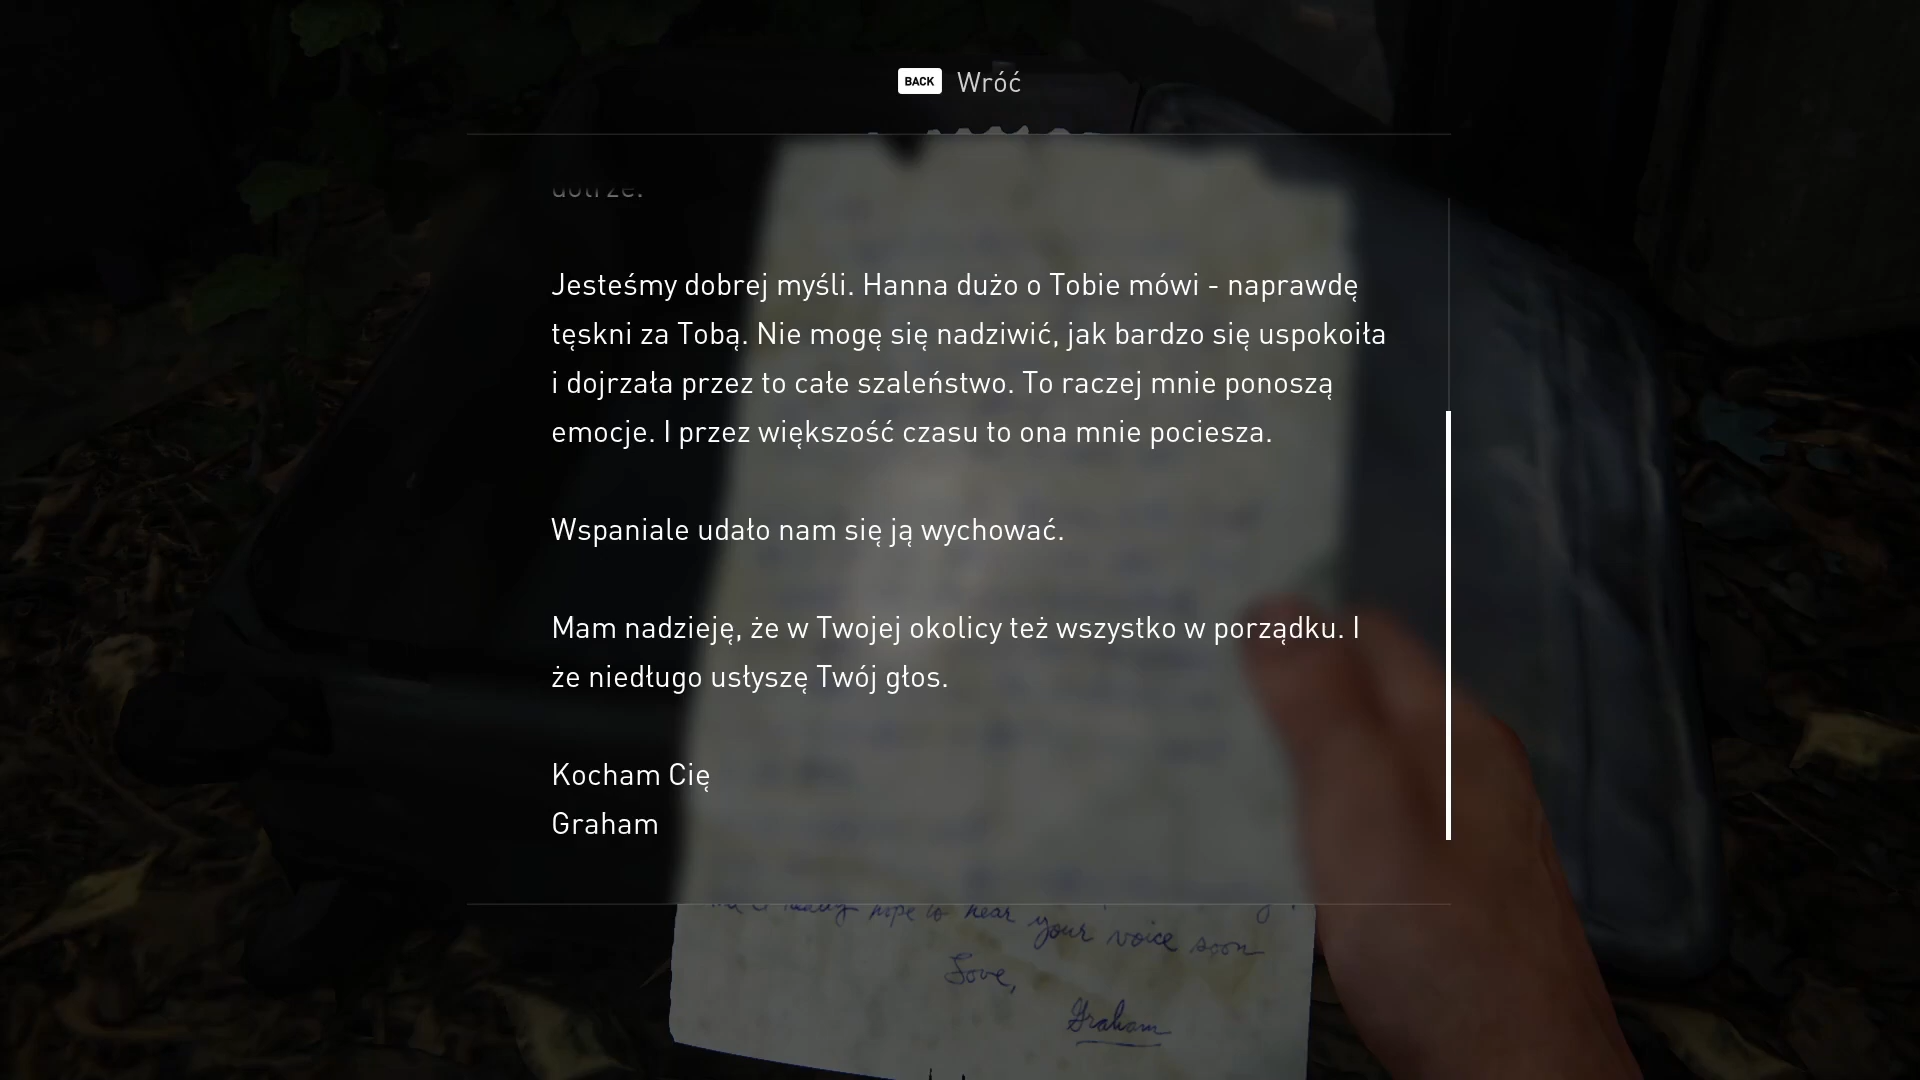 BACK Wróć
dotrze.
Jesteśmy dobrej myśli. Hanna dużo o Tobie mówi - naprawdę
tęskni za Tobą. Nie mogę się nadziwić, jak bardzo się uspokoiła
i dojrzała przez to całe szaleństwo. To raczej mnie ponoszą
emocje. I przez większość czasu to ona mnie pociesza.
Wspaniale udało nam się ją wychować.
Mam nadzieję, że w Twojej okolicy też wszystko w porządku. I
że niedługo usłyszę Twój głos.
Kocham Cię
Graham
hope to hear your voice soon
Love,
Graham